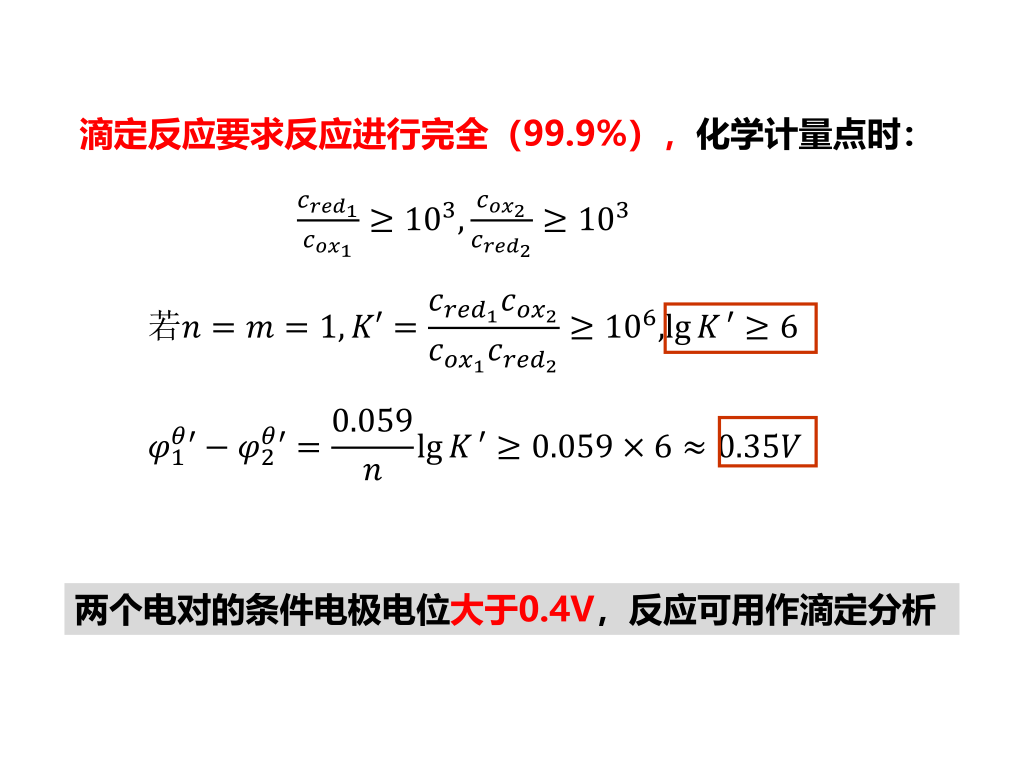 滴定反应要求反应进行完全（99.9%），化学计量点时：
$\frac{c_{red_1}}{c_{ox_1}} \geq 10^3, \frac{c_{ox_2}}{c_{red_2}} \geq 10^3$
若$n = m = 1, K' = \frac{c_{red_1}c_{ox_2}}{c_{ox_1}c_{red_2}} \geq 10^6$,$\lg K' \geq 6$
$\varphi_1^{\theta}{'} - \varphi_2^{\theta}{'} = \frac{0.059}{n} \lg K' \geq 0.059 \times 6 \approx 0.35V$
两个电对的条件电极电位大于0.4V，反应可用作滴定分析